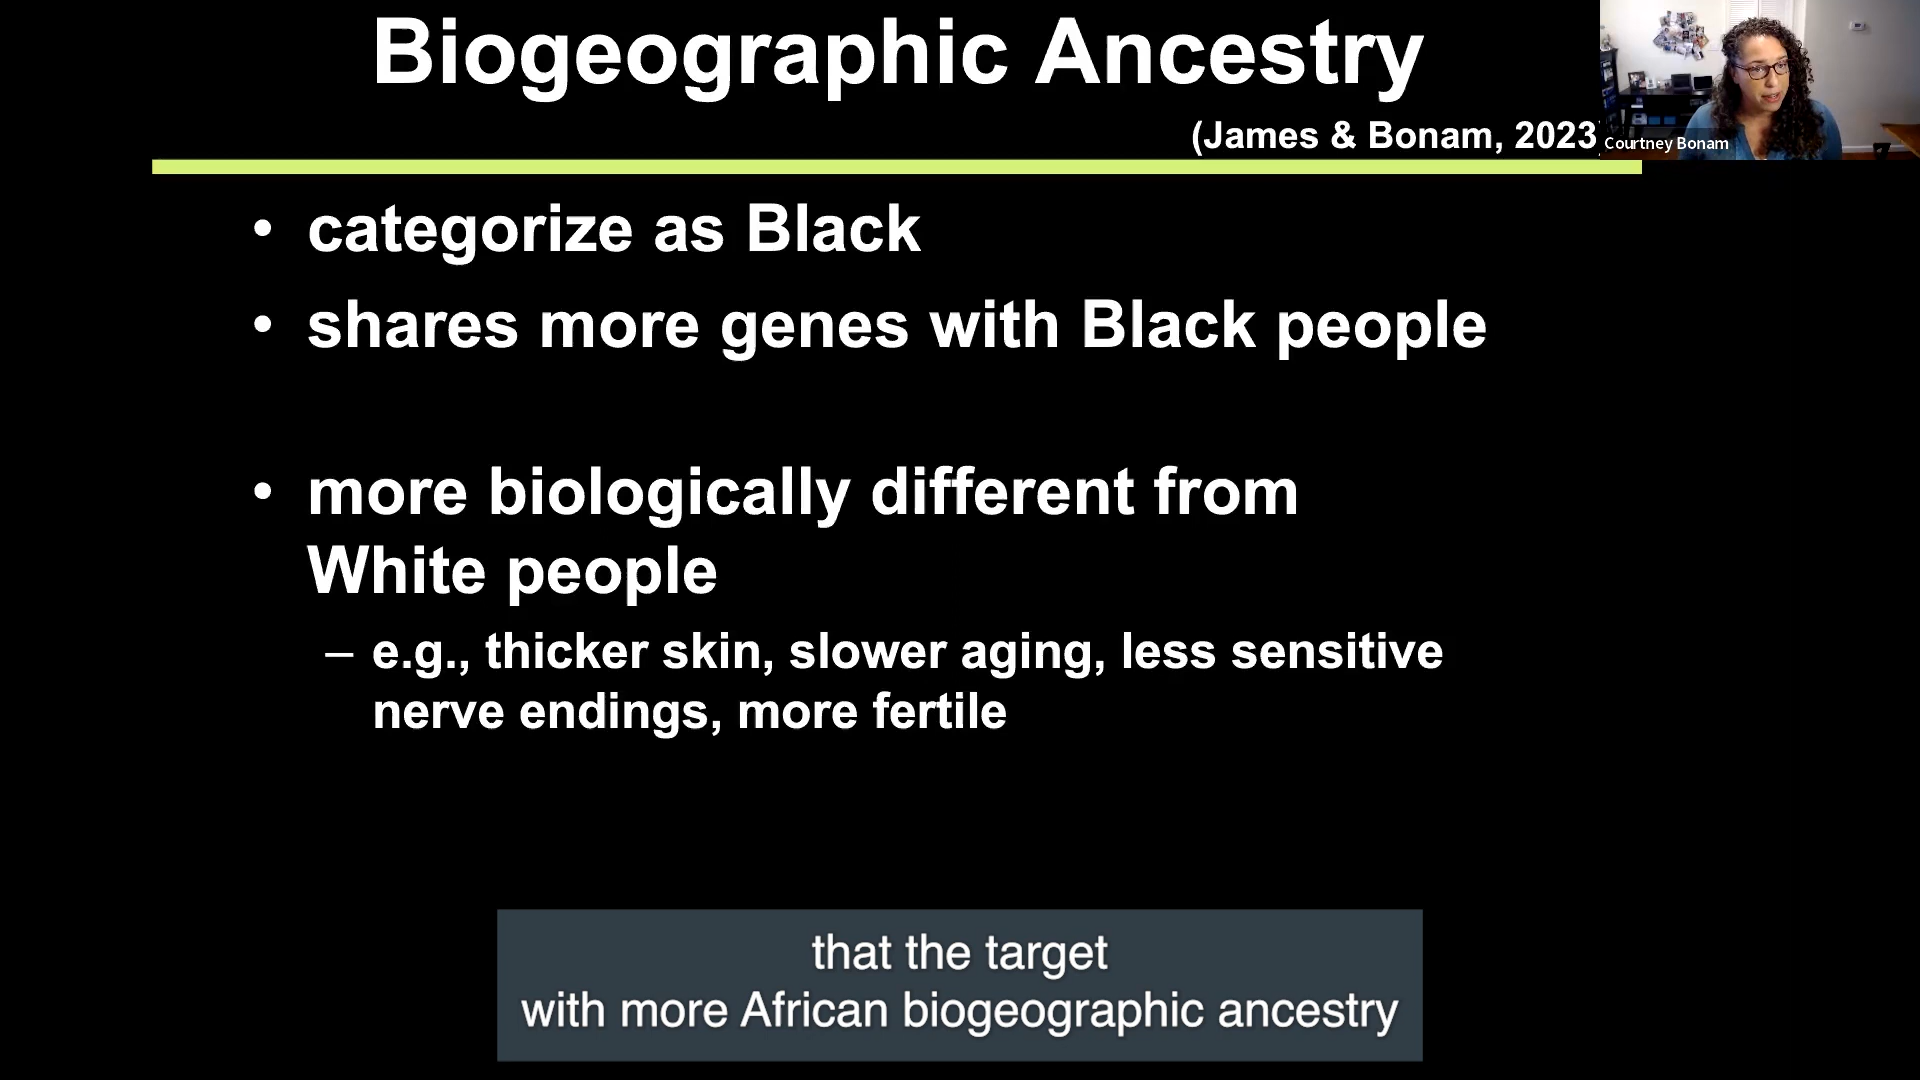 Biogeographic Ancestry
(James & Bonam, 2023)
Courtney Bonam
• categorize as Black
• shares more genes with Black people
• more biologically different from
White people
– e.g., thicker skin, slower aging, less sensitive
nerve endings, more fertile
that the target
with more African biogeographic ancestry